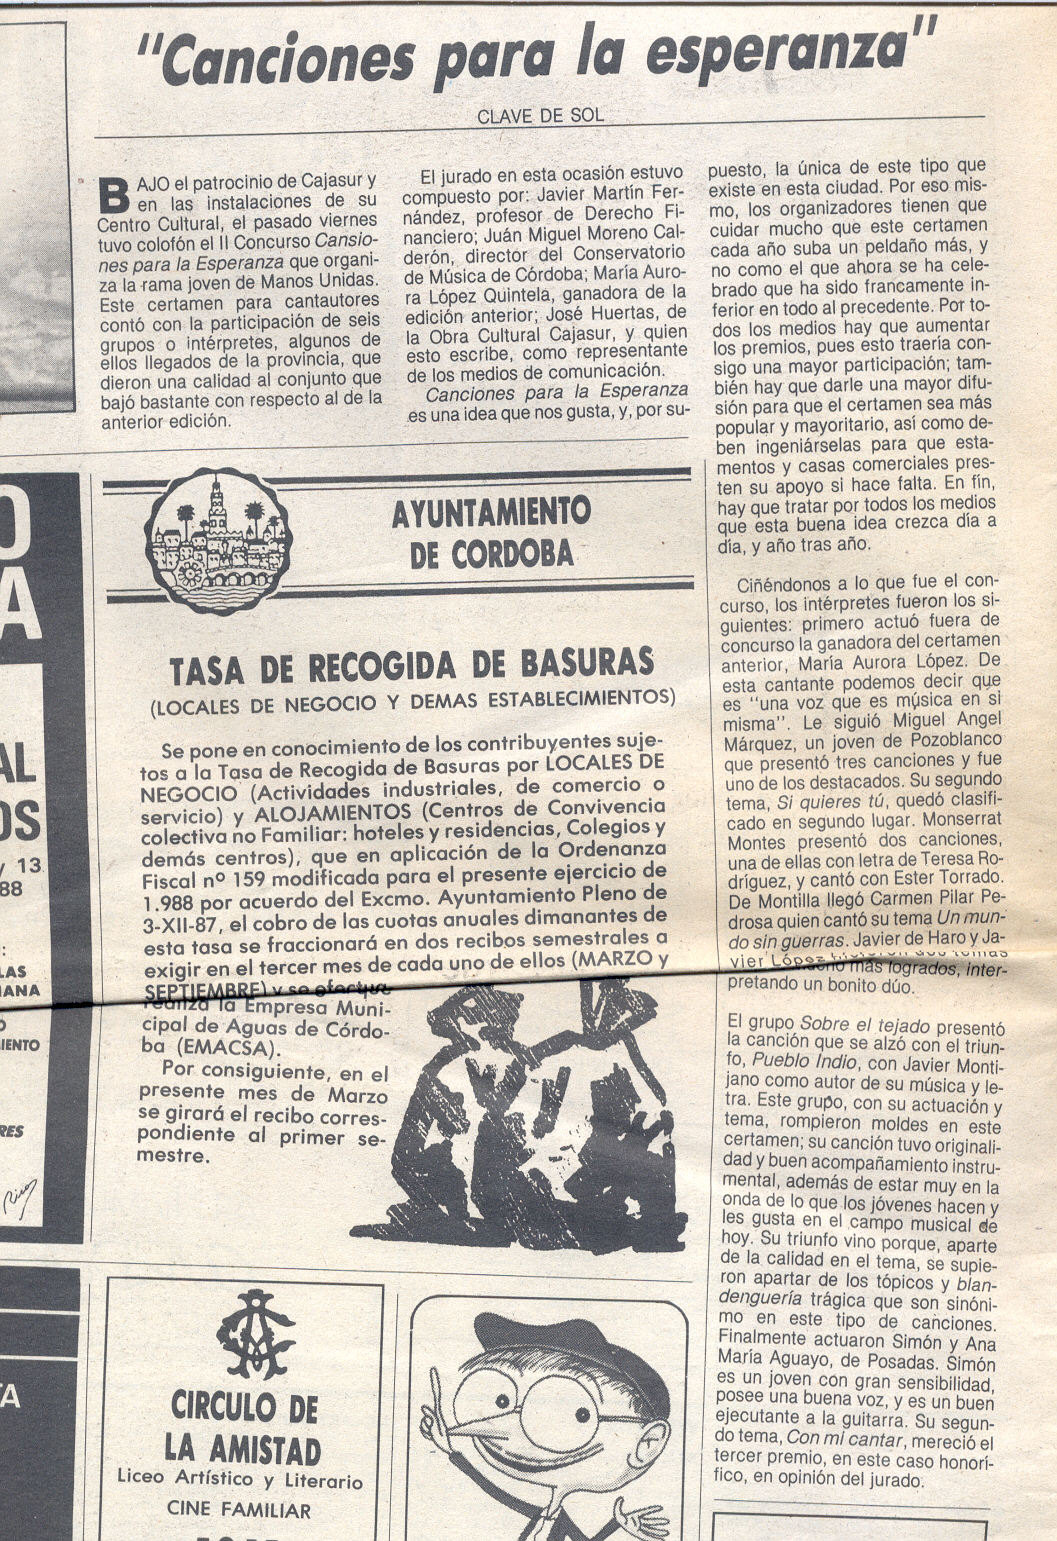 "Canciones para la esperanza"
CLAVE DE SOL
BAJO el patrocinio de Cajasur y
en las instalaciones de su
Centro Cultural, el pasado viernes
tuvo colofón el II Concurso Cansio-
nes para la Esperanza que organi-
za la rama joven de Manos Unidas.
Este certamen para cantautores
contó con la participación de seis
grupos o intérpretes, algunos de
ellos llegados de la provincia, que
dieron una calidad al conjunto que
bajó bastante con respecto al de la
anterior edición.
El jurado en esta ocasión estuvo
compuesto por: Javier Martín Fer-
nández, profesor de Derecho Fi-
nanciero; Juán Miguel Moreno Cal-
derón, director del Conservatorio
de Música de Córdoba; María Auro-
ra López Quintela, ganadora de la
edición anterior; José Huertas, de
la Obra Cultural Cajasur, y quien
esto escribe, como representante
de los medios de comunicación.
Canciones para la Esperanza
es una idea que nos gusta, y, por su-
puesto, la única de este tipo que
existe en esta ciudad. Por eso mis-
mo, los organizadores tienen que
cuidar mucho que este certamen
cada año suba un peldaño más, y
no como el que ahora se ha cele-
brado que ha sido francamente in-
ferior en todo al precedente. Por to-
dos los medios hay que aumentar
los premios, pues esto traería con-
sigo una mayor participación; tam-
bién hay que darle una mayor difu-
sión para que el certamen sea más
popular y mayoritario, así como de-
ben ingeniárselas para que esta-
mentos y casas comerciales pres-
ten su apoyo si hace falta. En fin,
hay que tratar por todos los medios
que esta buena idea crezca día a
día, y año tras año.
Ciñéndonos a lo que fue el con-
curso, los intérpretes fueron los si-
guientes: primero actuó fuera de
concurso la ganadora del certamen
anterior, María Aurora López. De
esta cantante podemos decir que
es "una voz que es música en si
misma". Le siguió Miguel Angel
Márquez, un joven de Pozoblanco
que presentó tres canciones y fue
uno de los destacados. Su segundo
tema, Si quieres tú, quedó clasifi-
cado en segundo lugar. Monserrat
Montes presentó dos canciones,
una de ellas con letra de Teresa Ro-
dríguez, y cantó con Ester Torrado.
De Montilla llegó Carmen Pilar Pe-
drosa quien cantó su tema Un mun-
do sin guerras. Javier de Haro y Ja-
vier López dos temas
más logrados, inter-
pretando un bonito dúo.
El grupo Sobre el tejado presentó
la canción que se alzó con el triun-
fo, Pueblo Indio, con Javier Monti-
jano como autor de su música y le-
tra. Este grupo, con su actuación y
tema, rompieron moldes en este
certamen; su canción tuvo originali-
dad y buen acompañamiento instru-
mental, además de estar muy en la
onda de lo que los jóvenes hacen y
les gusta en el campo musical de
hoy. Su triunfo vino porque, aparte
de la calidad en el tema, se supie-
ron apartar de los tópicos y blan-
denguería trágica que son sinóni-
mo en este tipo de canciones.
Finalmente actuaron Simón y Ana
María Aguayo, de Posadas. Simón
es un joven con gran sensibilidad,
posee una buena voz, y es un buen
ejecutante a la guitarra. Su segun-
do tema, Con mi cantar, mereció el
tercer premio, en este caso honorí-
fico, en opinión del jurado.
AYUNTAMIENTO
DE CORDOBA
TASA DE RECOGIDA DE BASURAS
(LOCALES DE NEGOCIO Y DEMAS ESTABLECIMIENTOS)
Se pone en conocimiento de los contribuyentes suje-
tos a la Tasa de Recogida de Basuras por LOCALES DE
NEGOCIO (Actividades industriales, de comercio o
servicio) y ALOJAMIENTOS (Centros de Convivencia
colectiva no Familiar: hoteles y residencias, Colegios y
demás centros), que en aplicación de la Ordenanza
Fiscal nº 159 modificada para el presente ejercicio de
1.988 por acuerdo del Excmo. Ayuntamiento Pleno de
3-XII-87, el cobro de las cuotas anuales dimanantes de
esta tasa se fraccionará en dos recibos semestrales a
exigir en el tercer mes de cada uno de ellos (MARZO y
SEPTIEMBRE) y se
realiza la Empresa Muni-
cipal de Aguas de Córdo-
ba (EMACSA).
Por consiguiente, en el
presente mes de Marzo
se girará el recibo corres-
pondiente al primer se-
mestre.
O
A
AL
OS
y 13
88
:
LAS
IANA
O
IENTO
RES
TA
CIRCULO DE
LA AMISTAD
Liceo Artístico y Literario
CINE FAMILIAR